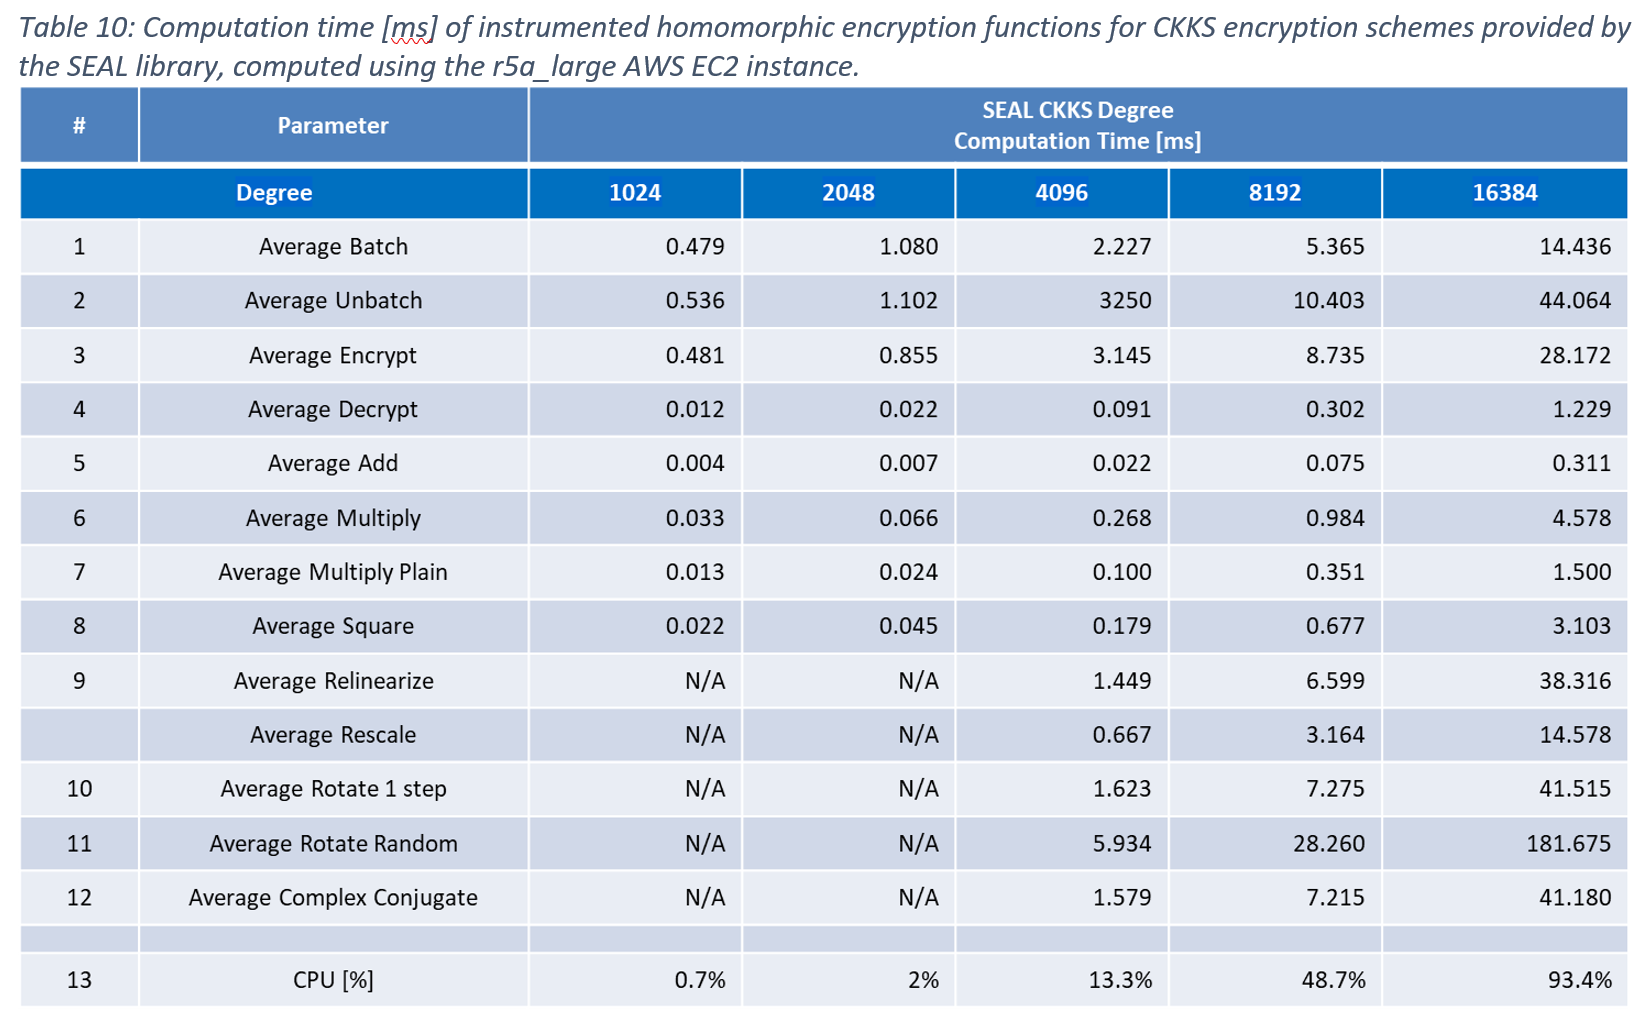 Table 10: Computation time [ms] of instrumented homomorphic encryption functions for CKKS encryption schemes provided by
the SEAL library, computed using the r5a_large AWS EC2 instance.
# Parameter SEAL CKKS Degree
Computation Time [ms]
Degree 1024 2048 4096 8192 16384
1 Average Batch 0.479 1.080 2.227 5.365 14.436
2 Average Unbatch 0.536 1.102 3250 10.403 44.064
3 Average Encrypt 0.481 0.855 3.145 8.735 28.172
4 Average Decrypt 0.012 0.022 0.091 0.302 1.229
5 Average Add 0.004 0.007 0.022 0.075 0.311
6 Average Multiply 0.033 0.066 0.268 0.984 4.578
7 Average Multiply Plain 0.013 0.024 0.100 0.351 1.500
8 Average Square 0.022 0.045 0.179 0.677 3.103
9 Average Relinearize N/A N/A 1.449 6.599 38.316
Average Rescale N/A N/A 0.667 3.164 14.578
10 Average Rotate 1 step N/A N/A 1.623 7.275 41.515
11 Average Rotate Random N/A N/A 5.934 28.260 181.675
12 Average Complex Conjugate N/A N/A 1.579 7.215 41.180
13 CPU [%] 0.7% 2% 13.3% 48.7% 93.4%